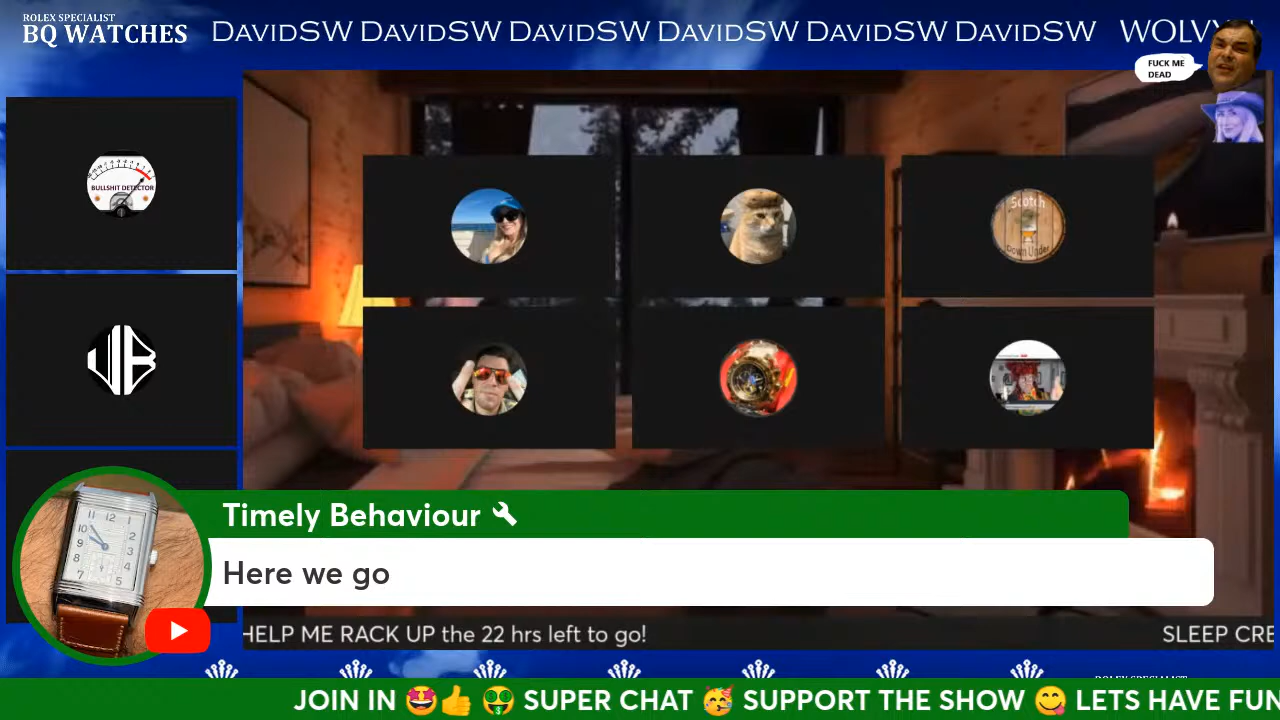 ROLEX SPECIALIST
BQ WATCHES
DavidSW DavidSW DavidSW DavidSW DavidSW DavidSW
FUCK ME
DEAD
BULLSHIT DETECTOR
Scotch
Down Under
Timely Behaviour
Here we go
HELP ME RACK UP the 22 hrs left to go!
SLEEP CRE
JOIN IN 🤩👍 🤑 SUPER CHAT 🥳 SUPPORT THE SHOW 😋 LETS HAVE FUN